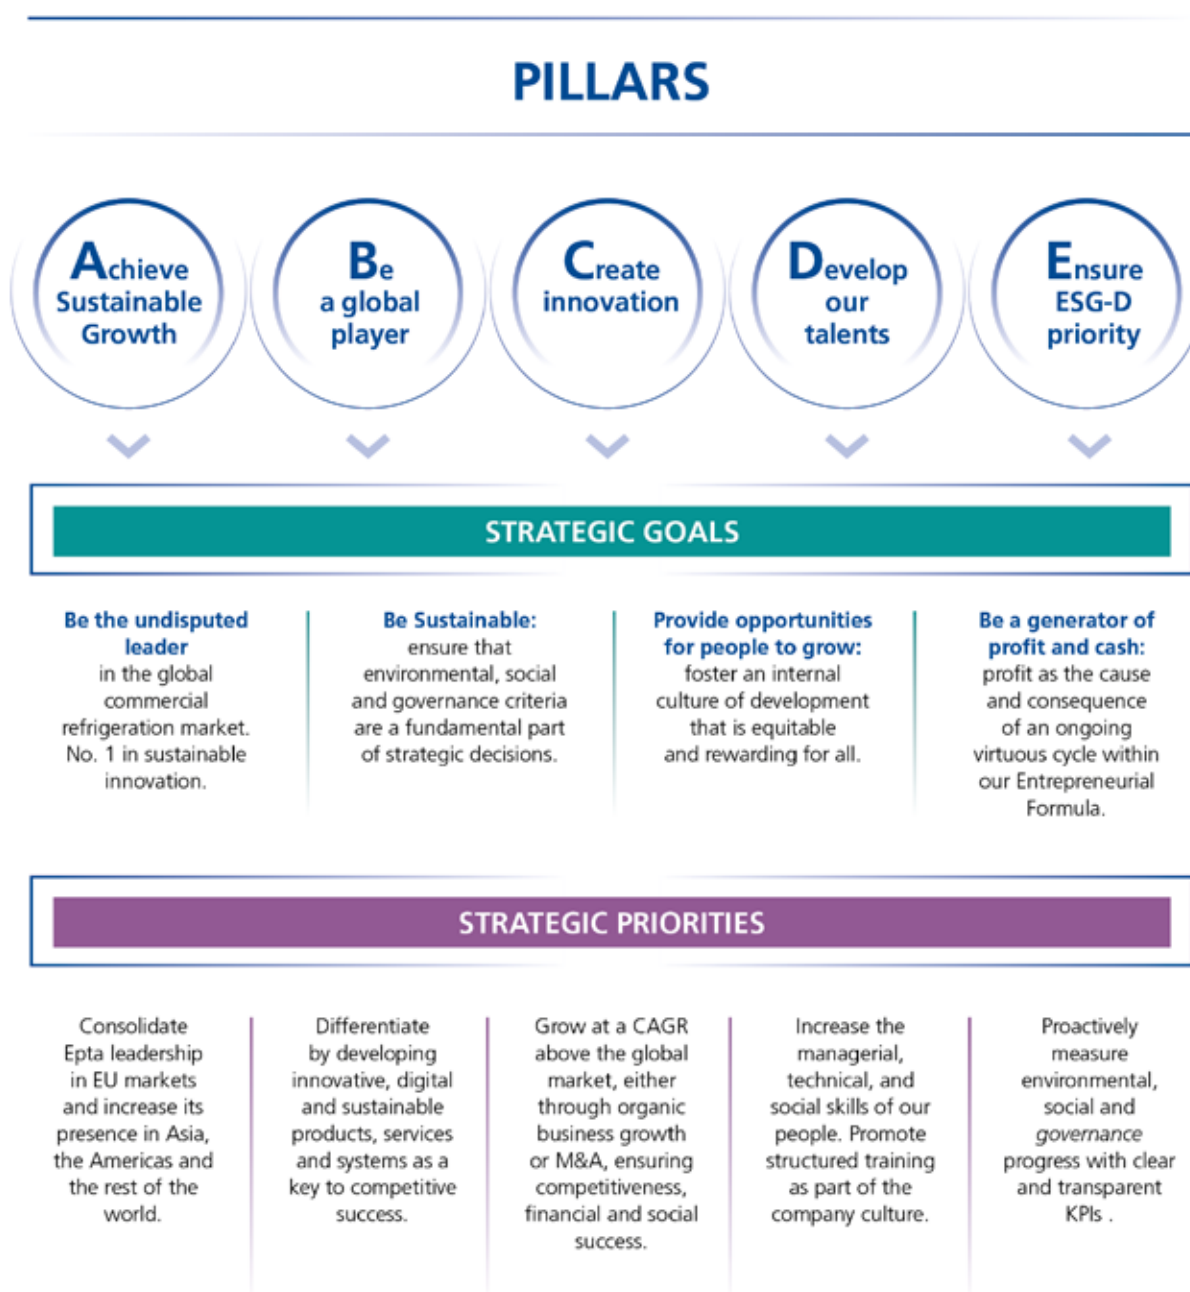 PILLARS
Achieve
Sustainable
Growth
Be
a global
player
Create
innovation
Develop
our
talents
Ensure
ESG-D
priority
STRATEGIC GOALS
Be the undisputed
leader
in the global
commercial
refrigeration market.
No. 1 in sustainable
innovation.
Be Sustainable:
ensure that
environmental, social
and governance criteria
are a fundamental part
of strategic decisions.
Provide opportunities
for people to grow:
foster an internal
culture of development
that is equitable
and rewarding for all.
Be a generator of
profit and cash:
profit as the cause
and consequence
of an ongoing
virtuous cycle within
our Entrepreneurial
Formula.
STRATEGIC PRIORITIES
Consolidate
Epta leadership
in EU markets
and increase its
presence in Asia,
the Americas and
the rest of the
world.
Differentiate
by developing
innovative, digital
and sustainable
products, services
and systems as a
key to competitive
success.
Grow at a CAGR
above the global
market, either
through organic
business growth
or M&A, ensuring
competitiveness,
financial and social
success.
Increase the
managerial,
technical, and
social skills of our
people. Promote
structured training
as part of the
company culture.
Proactively
measure
environmental,
social and
governance
progress with clear
and transparent
KPIs .